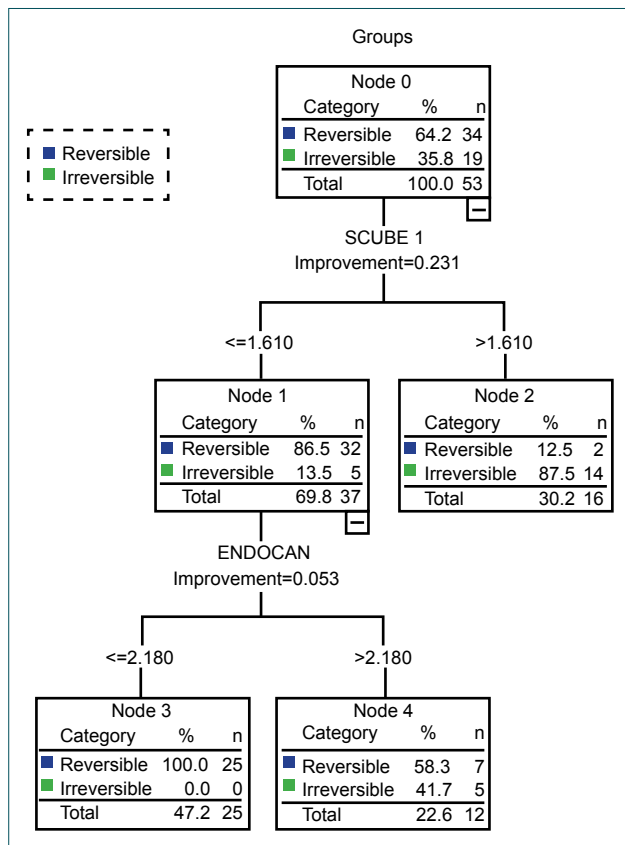 Groups
Reversible
Irreversible
Node 0
Category % n
Reversible 64.2 34
Irreversible 35.8 19
Total 100.0 53
SCUBE 1
Improvement=0.231
<=1.610
>1.610
Node 1
Category % n
Reversible 86.5 32
Irreversible 13.5 5
Total 69.8 37
Node 2
Category % n
Reversible 12.5 2
Irreversible 87.5 14
Total 30.2 16
ENDOCAN
Improvement=0.053
<=2.180
>2.180
Node 3
Category % n
Reversible 100.0 25
Irreversible 0.0 0
Total 47.2 25
Node 4
Category % n
Reversible 58.3 7
Irreversible 41.7 5
Total 22.6 12